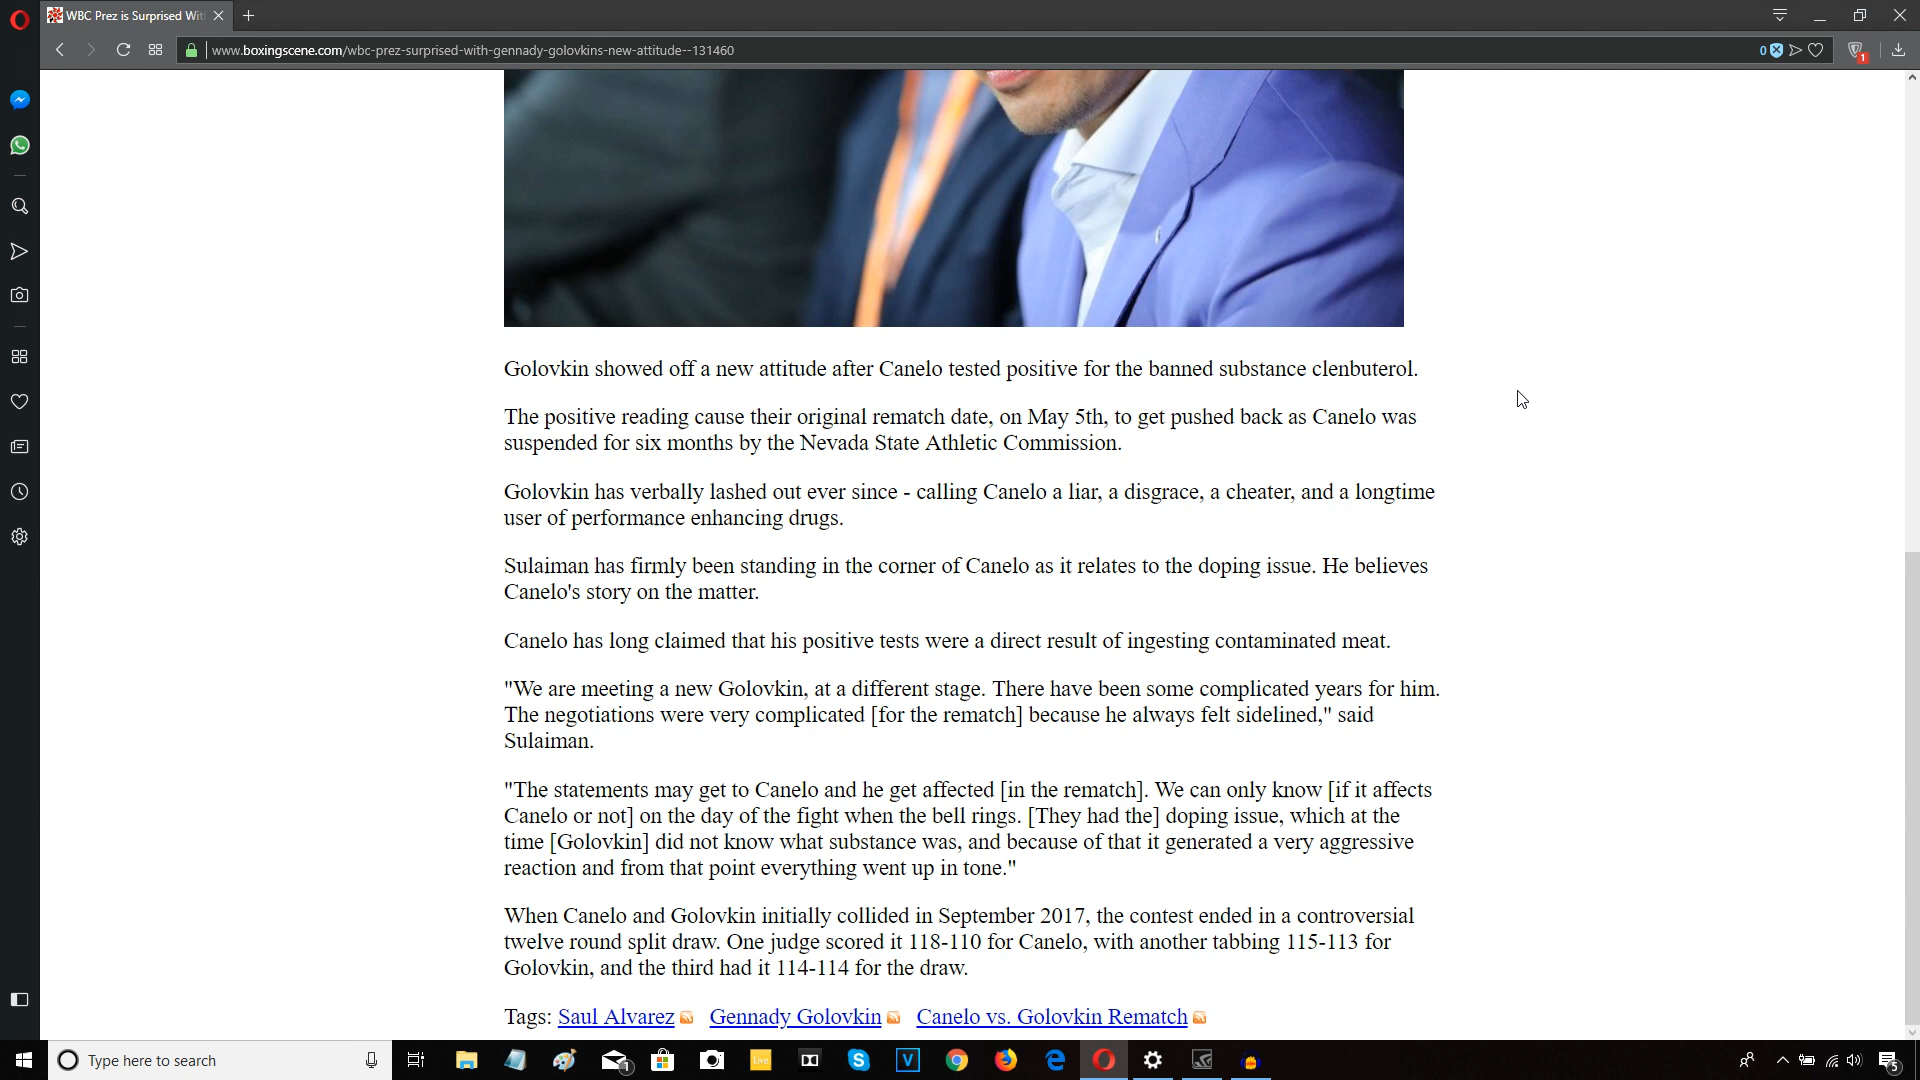 WBC Prez is Surprised Wit
www.boxingscene.com/wbc-prez-surprised-with-gennady-golovkins-new-attitude--131460
0
1
Golovkin showed off a new attitude after Canelo tested positive for the banned substance clenbuterol.
The positive reading cause their original rematch date, on May 5th, to get pushed back as Canelo was
suspended for six months by the Nevada State Athletic Commission.
Golovkin has verbally lashed out ever since - calling Canelo a liar, a disgrace, a cheater, and a longtime
user of performance enhancing drugs.
Sulaiman has firmly been standing in the corner of Canelo as it relates to the doping issue. He believes
Canelo's story on the matter.
Canelo has long claimed that his positive tests were a direct result of ingesting contaminated meat.
"We are meeting a new Golovkin, at a different stage. There have been some complicated years for him.
The negotiations were very complicated [for the rematch] because he always felt sidelined," said
Sulaiman.
"The statements may get to Canelo and he get affected [in the rematch]. We can only know [if it affects
Canelo or not] on the day of the fight when the bell rings. [They had the] doping issue, which at the
time [Golovkin] did not know what substance was, and because of that it generated a very aggressive
reaction and from that point everything went up in tone."
When Canelo and Golovkin initially collided in September 2017, the contest ended in a controversial
twelve round split draw. One judge scored it 118-110 for Canelo, with another tabbing 115-113 for
Golovkin, and the third had it 114-114 for the draw.
Tags: Saul Alvarez Gennady Golovkin Canelo vs. Golovkin Rematch
Type here to search
1
Live
V
5